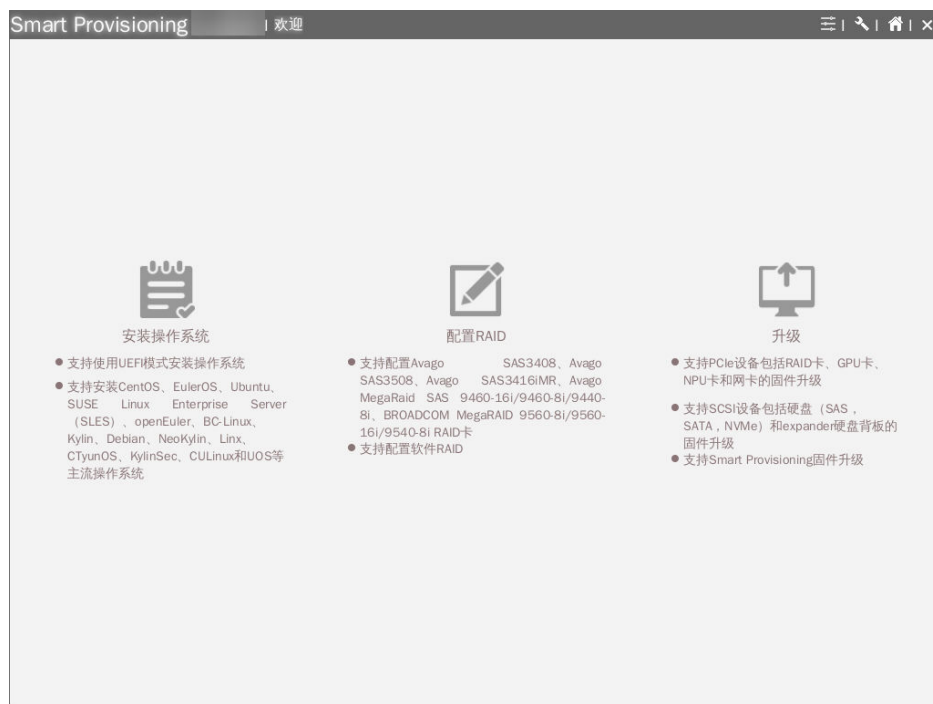 Smart Provisioning | 欢迎
安装操作系统
支持使用UEFI模式安装操作系统
支持安装CentOS、EulerOS、Ubuntu、
SUSE Linux Enterprise Server
（SLES）、openEuler、BC-Linux、
Kylin、Debian、NeoKylin、Linx、
CTyunOS、KylinSec、CULinux和UOS等
主流操作系统
配置RAID
支持配置Avago SAS3408、Avago
SAS3508、Avago SAS3416iMR、Avago
MegaRaid SAS 9460-16i/9460-8i/9440-
8i、BROADCOM MegaRAID 9560-8i/9560-
16i/9540-8i RAID卡
支持配置软件RAID
升级
支持PCIe设备包括RAID卡、GPU卡、
NPU卡和网卡的固件升级
支持SCSI设备包括硬盘（SAS，
SATA，NVMe）和expander硬盘背板的
固件升级
支持Smart Provisioning固件升级